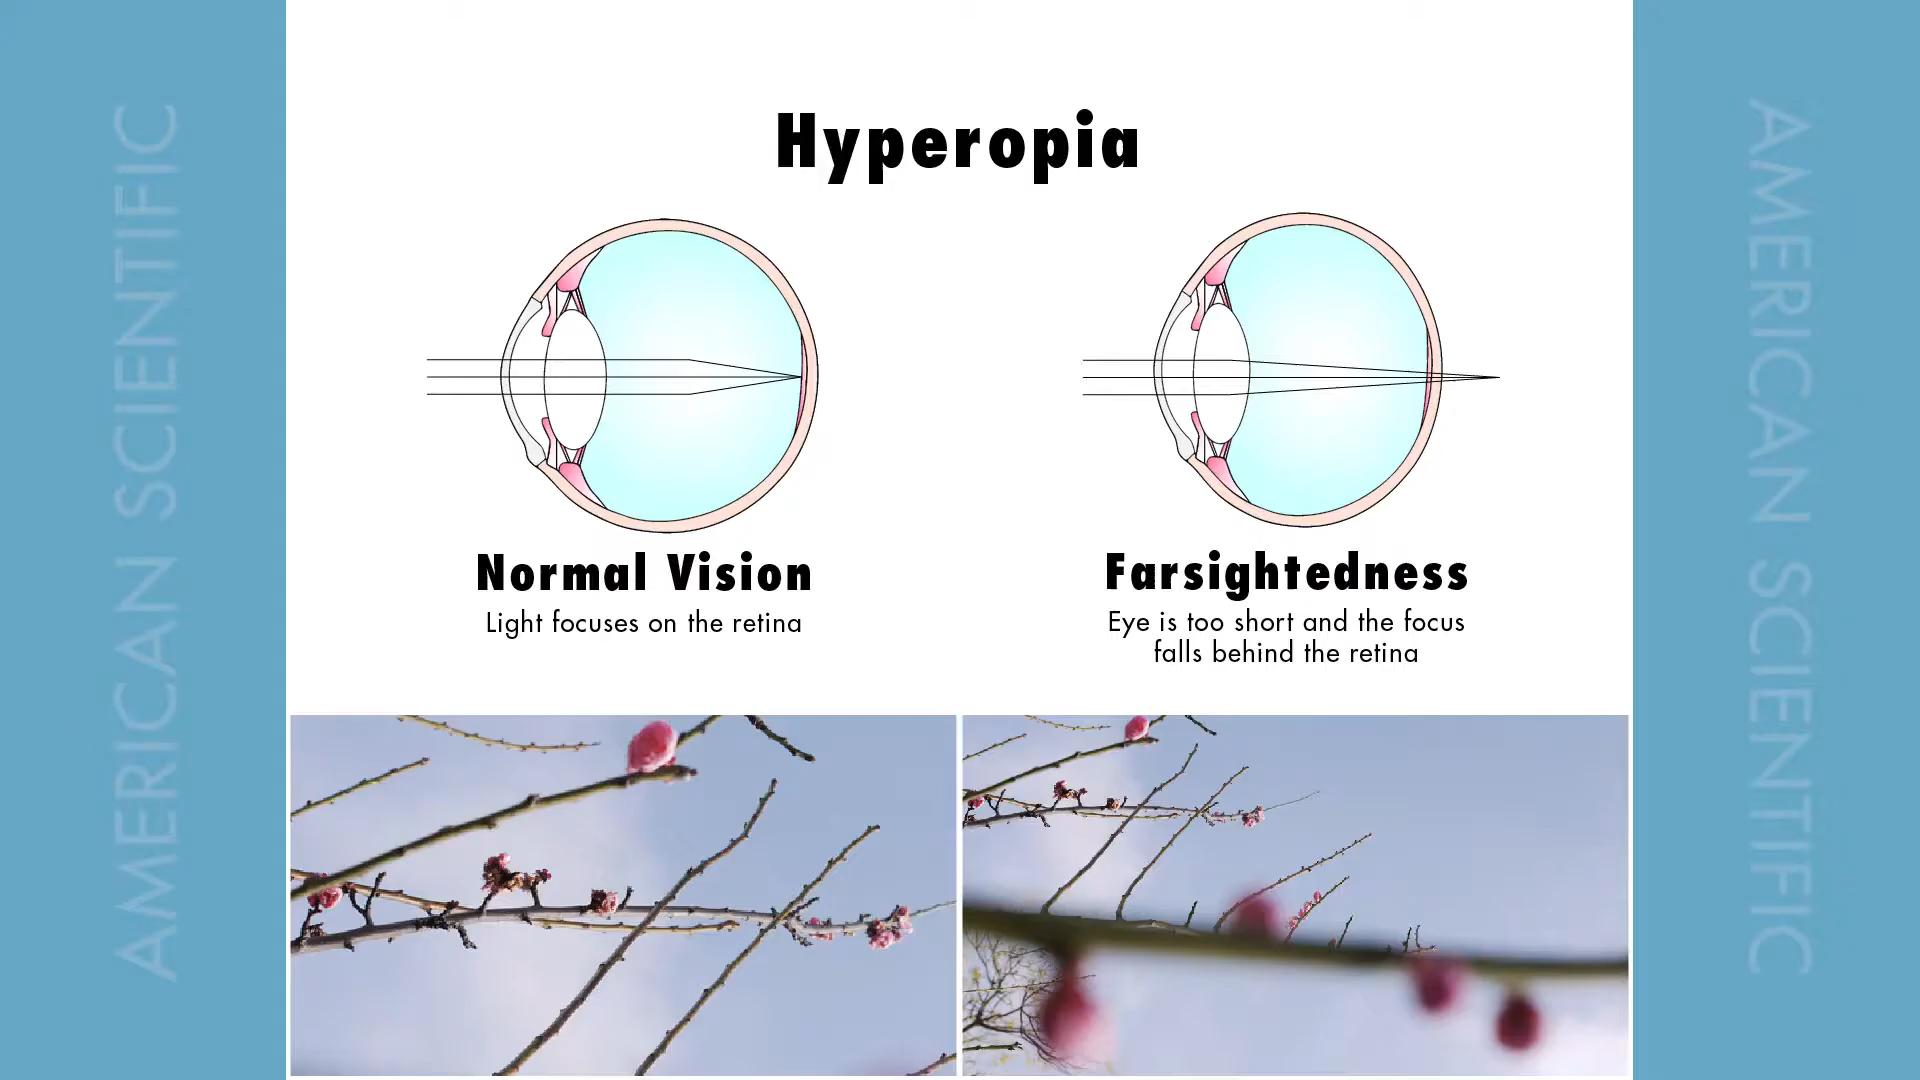 AMERICAN SCIENTIFIC
Hyperopia
Normal Vision
Light focuses on the retina
Farsightedness
Eye is too short and the focus
falls behind the retina
AMERICAN SCIENTIFIC